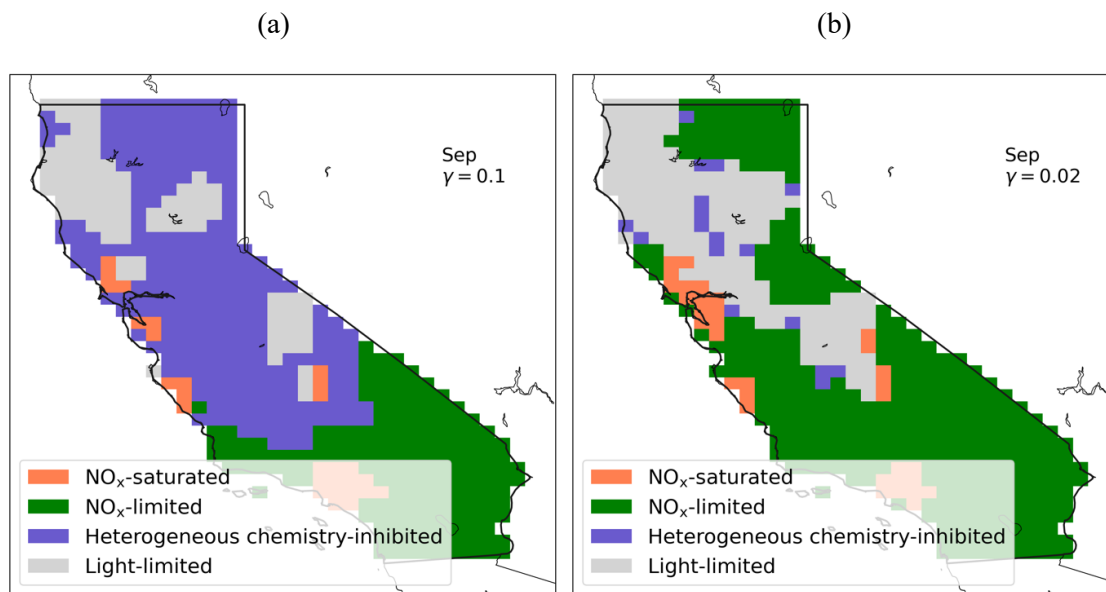 (a)
(b)
Sep
γ = 0.1
NOₓ-saturated
NOₓ-limited
Heterogeneous chemistry-inhibited
Light-limited
Sep
γ = 0.02
NOₓ-saturated
NOₓ-limited
Heterogeneous chemistry-inhibited
Light-limited